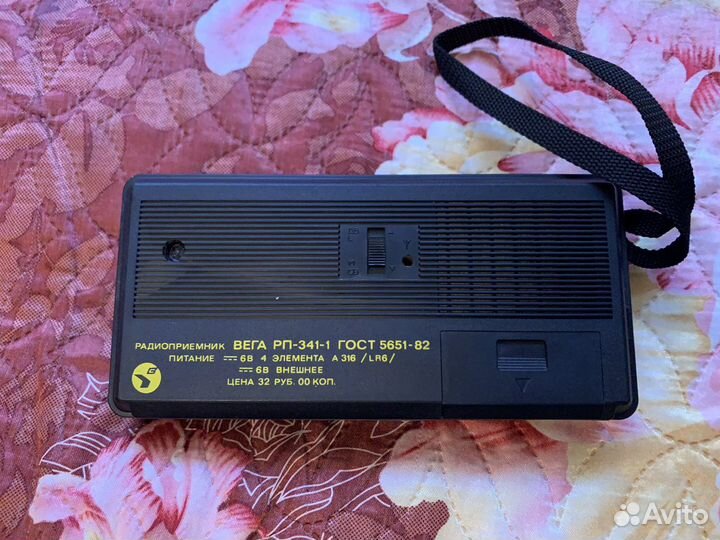 РАДИОПРИЕМНИК ВЕГА РП-341-1 ГОСТ 5651-82
ПИТАНИЕ 6В 4 ЭЛЕМЕНТА А316 /LR6/
6В ВНЕШНЕЕ
ЦЕНА 32 РУБ. 00 КОП.
Avito